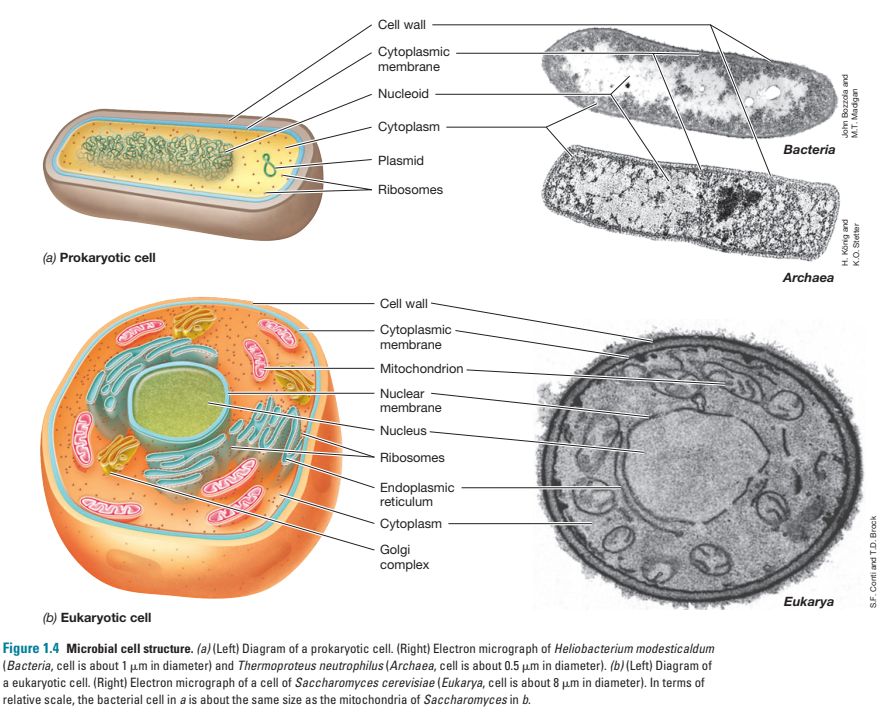 Cell wall
Cytoplasmic
membrane
Nucleoid
Cytoplasm
Plasmid
Ribosomes
Bacteria
John Bozzola and
M.T. Madigan
Archaea
H. König and
K.O. Stetter
(a) Prokaryotic cell
Cell wall
Cytoplasmic
membrane
Mitochondrion
Nuclear
membrane
Nucleus
Ribosomes
Endoplasmic
reticulum
Cytoplasm
Golgi
complex
Eukarya
S.F. Conti and T.D. Brock
(b) Eukaryotic cell
Figure 1.4 Microbial cell structure. (a) (Left) Diagram of a prokaryotic cell. (Right) Electron micrograph of Heliobacterium modesticaldum
(Bacteria, cell is about 1 μm in diameter) and Thermoproteus neutrophilus (Archaea, cell is about 0.5 μm in diameter). (b) (Left) Diagram of
a eukaryotic cell. (Right) Electron micrograph of a cell of Saccharomyces cerevisiae (Eukarya, cell is about 8 μm in diameter). In terms of
relative scale, the bacterial cell in a is about the same size as the mitochondria of Saccharomyces in b.